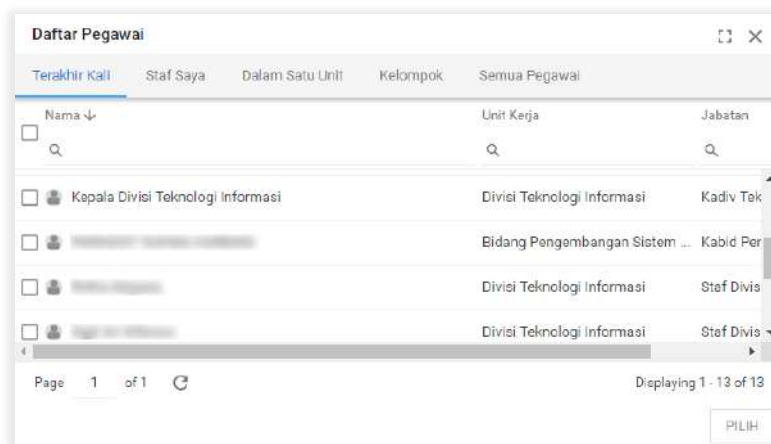 Daftar Pegawai
Terakhir Kali Staf Saya Dalam Satu Unit Kelompok Semua Pegawai
Nama Unit Kerja Jabatan
Kepala Divisi Teknologi Informasi Divisi Teknologi Informasi Kadiv Tek
Bidang Pengembangan Sistem ... Kabid Per
Divisi Teknologi Informasi Staf Divis
Divisi Teknologi Informasi Staf Divis
Page 1 of 1 Displaying 1 - 13 of 13
PILIH